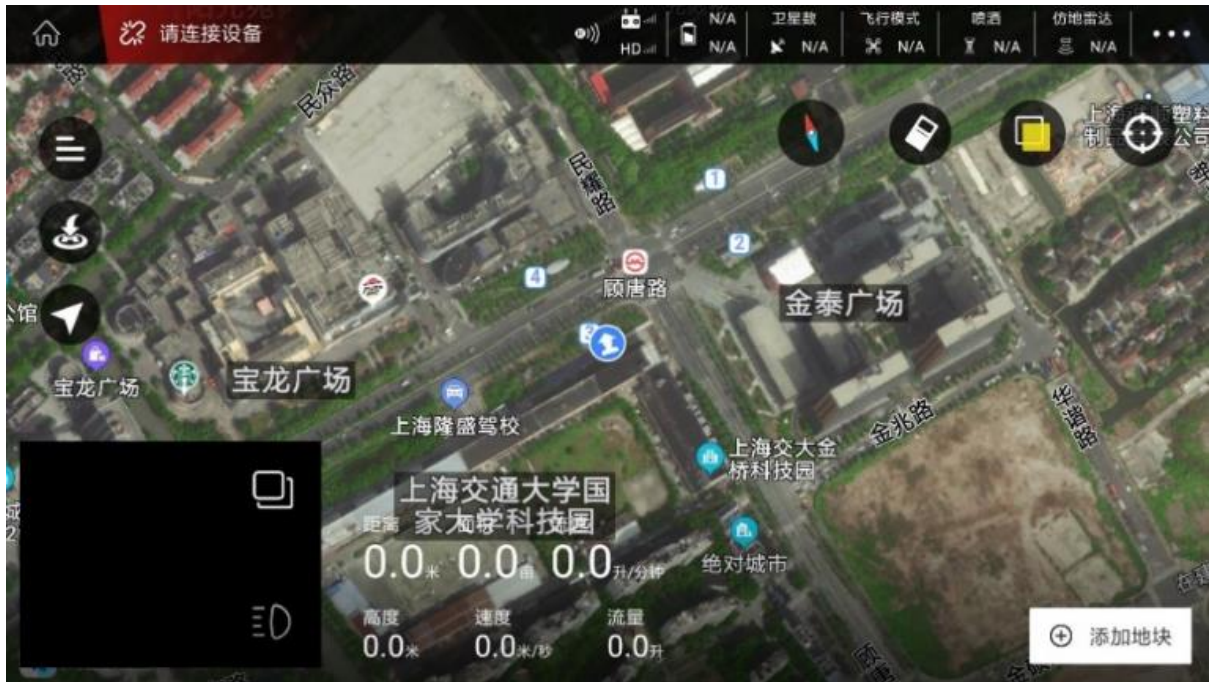 请连接设备
HD
N/A
N/A
卫星数
N/A
飞行模式
N/A
喷洒
N/A
仿地雷达
N/A
民众路
民耀路
1
2
4
顾唐路
金泰广场
馆
宝龙广场
宝龙广场
上海隆盛驾校
金兆路
上海交大金
桥科技园
上海交通大学国
家大学科技园
绝对城市
距离
0.0米
0.0亩
0.0升/分钟
高度
0.0米
速度
0.0米/秒
流量
0.0升
添加地块